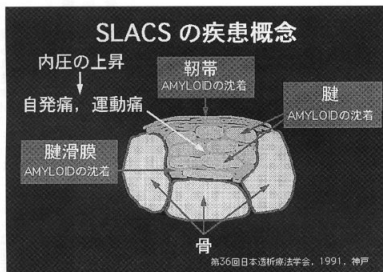 SLACS の疾患概念
内圧の上昇
自発痛，運動痛
靭帯
AMYLOIDの沈着
腱
AMYLOIDの沈着
腱滑膜
AMYLOIDの沈着
骨
第36回日本透析療法学会，1991，神戸